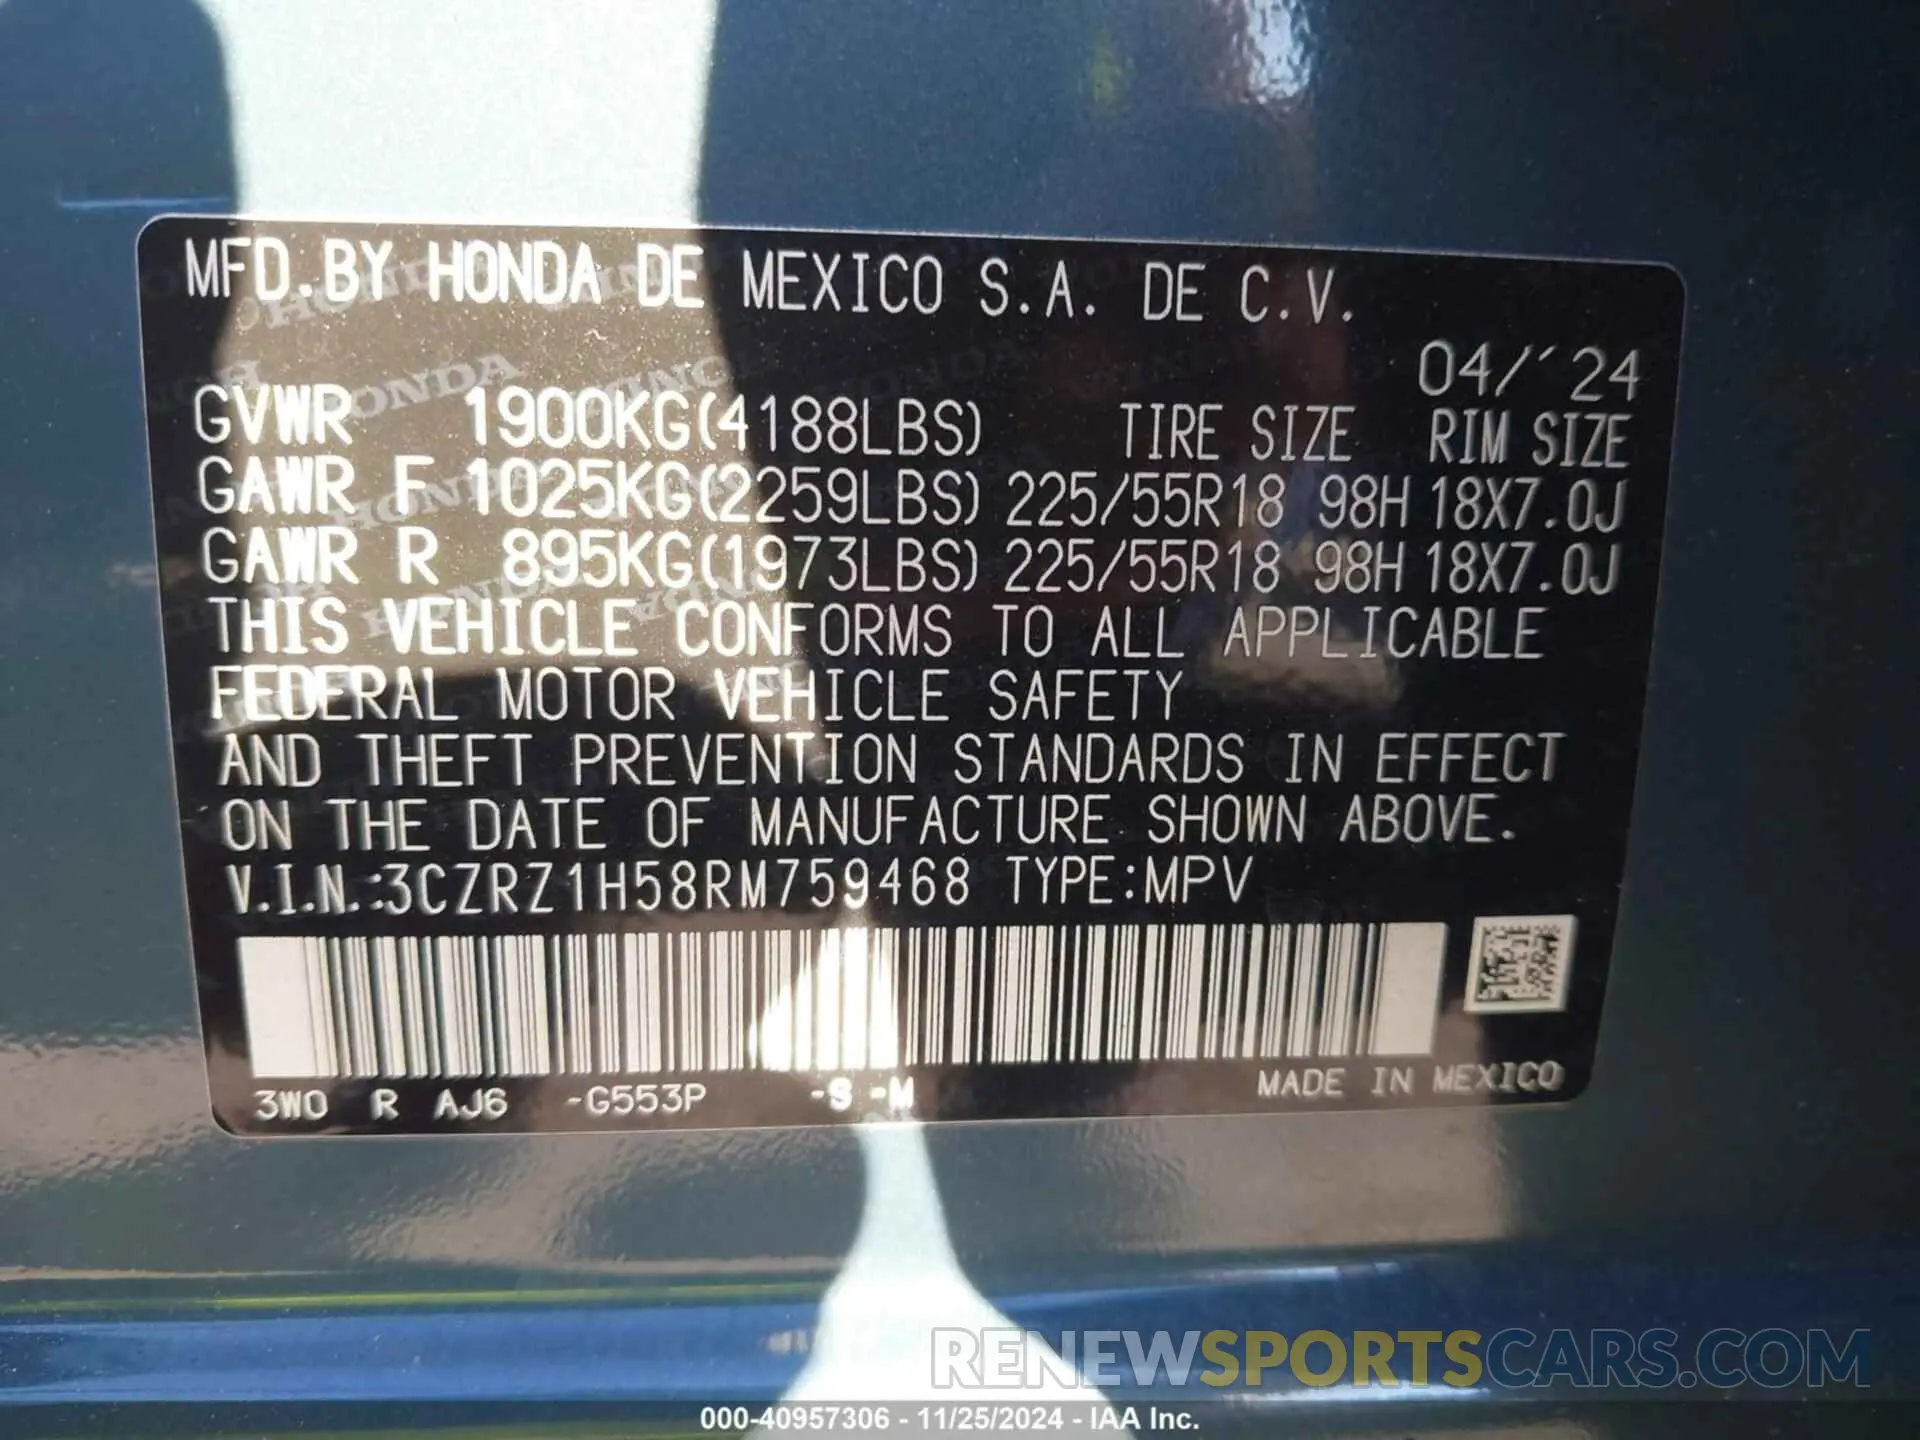 MFD. BY HONDA DE MEXICO S.A. DE C.V.
04/´24
GVWR 1900KG(4188LBS) TIRE SIZE RIM SIZE
GAWR F 1025KG(2259LBS) 225/55R18 98H 18X7.0J
GAWR R 895KG(1973LBS) 225/55R18 98H 18X7.0J
THIS VEHICLE CONFORMS TO ALL APPLICABLE
FEDERAL MOTOR VEHICLE SAFETY
AND THEFT PREVENTION STANDARDS IN EFFECT
ON THE DATE OF MANUFACTURE SHOWN ABOVE.
V.I.N.:3CZRZ1H58RM759468 TYPE:MPV
3W0 R AJ6 -G553P -S -M MADE IN MEXICO
RENEWSPORTSCARS.COM
000-40957306 - 11/25/2024 - IAA Inc.